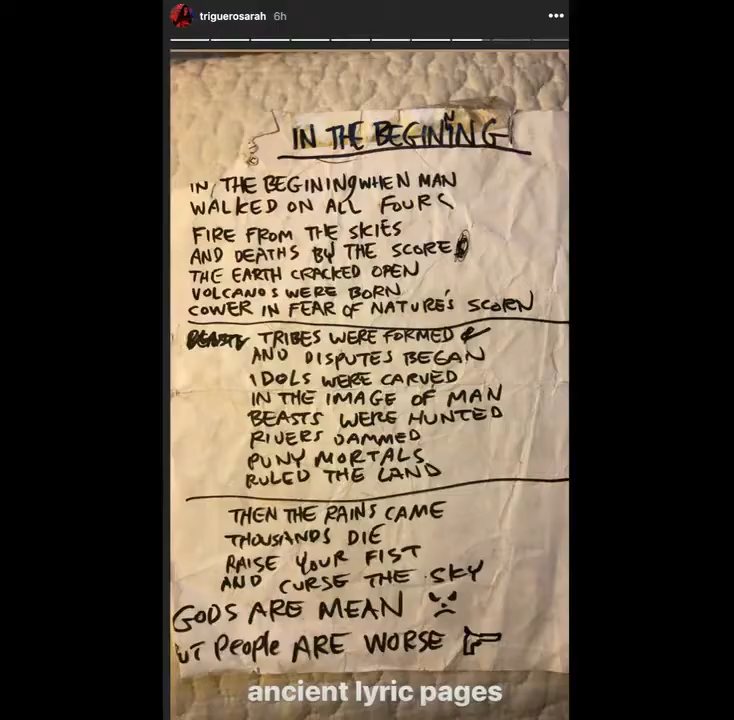 triguerosarah 6h
IN THE BEGINING
IN THE BEGINING WHEN MAN
WALKED ON ALL FOURS
FIRE FROM THE SKIES
AND DEATHS BY THE SCORE
THE EARTH CRACKED OPEN
VOLCANOS WERE BORN
COWER IN FEAR OF NATURE'S SCORN
TRIBES WERE FORMED
AND DISPUTES BEGAN
IDOLS WERE CARVED
IN THE IMAGE OF MAN
BEASTS WERE HUNTED
RIVERS DAMMED
PUNY MORTALS
RULED THE LAND
THEN THE RAINS CAME
THOUSANDS DIE
RAISE YOUR FIST
AND CURSE THE SKY
GODS ARE MEAN
UT PEOPlE ARE WORSE
ancient lyric pages